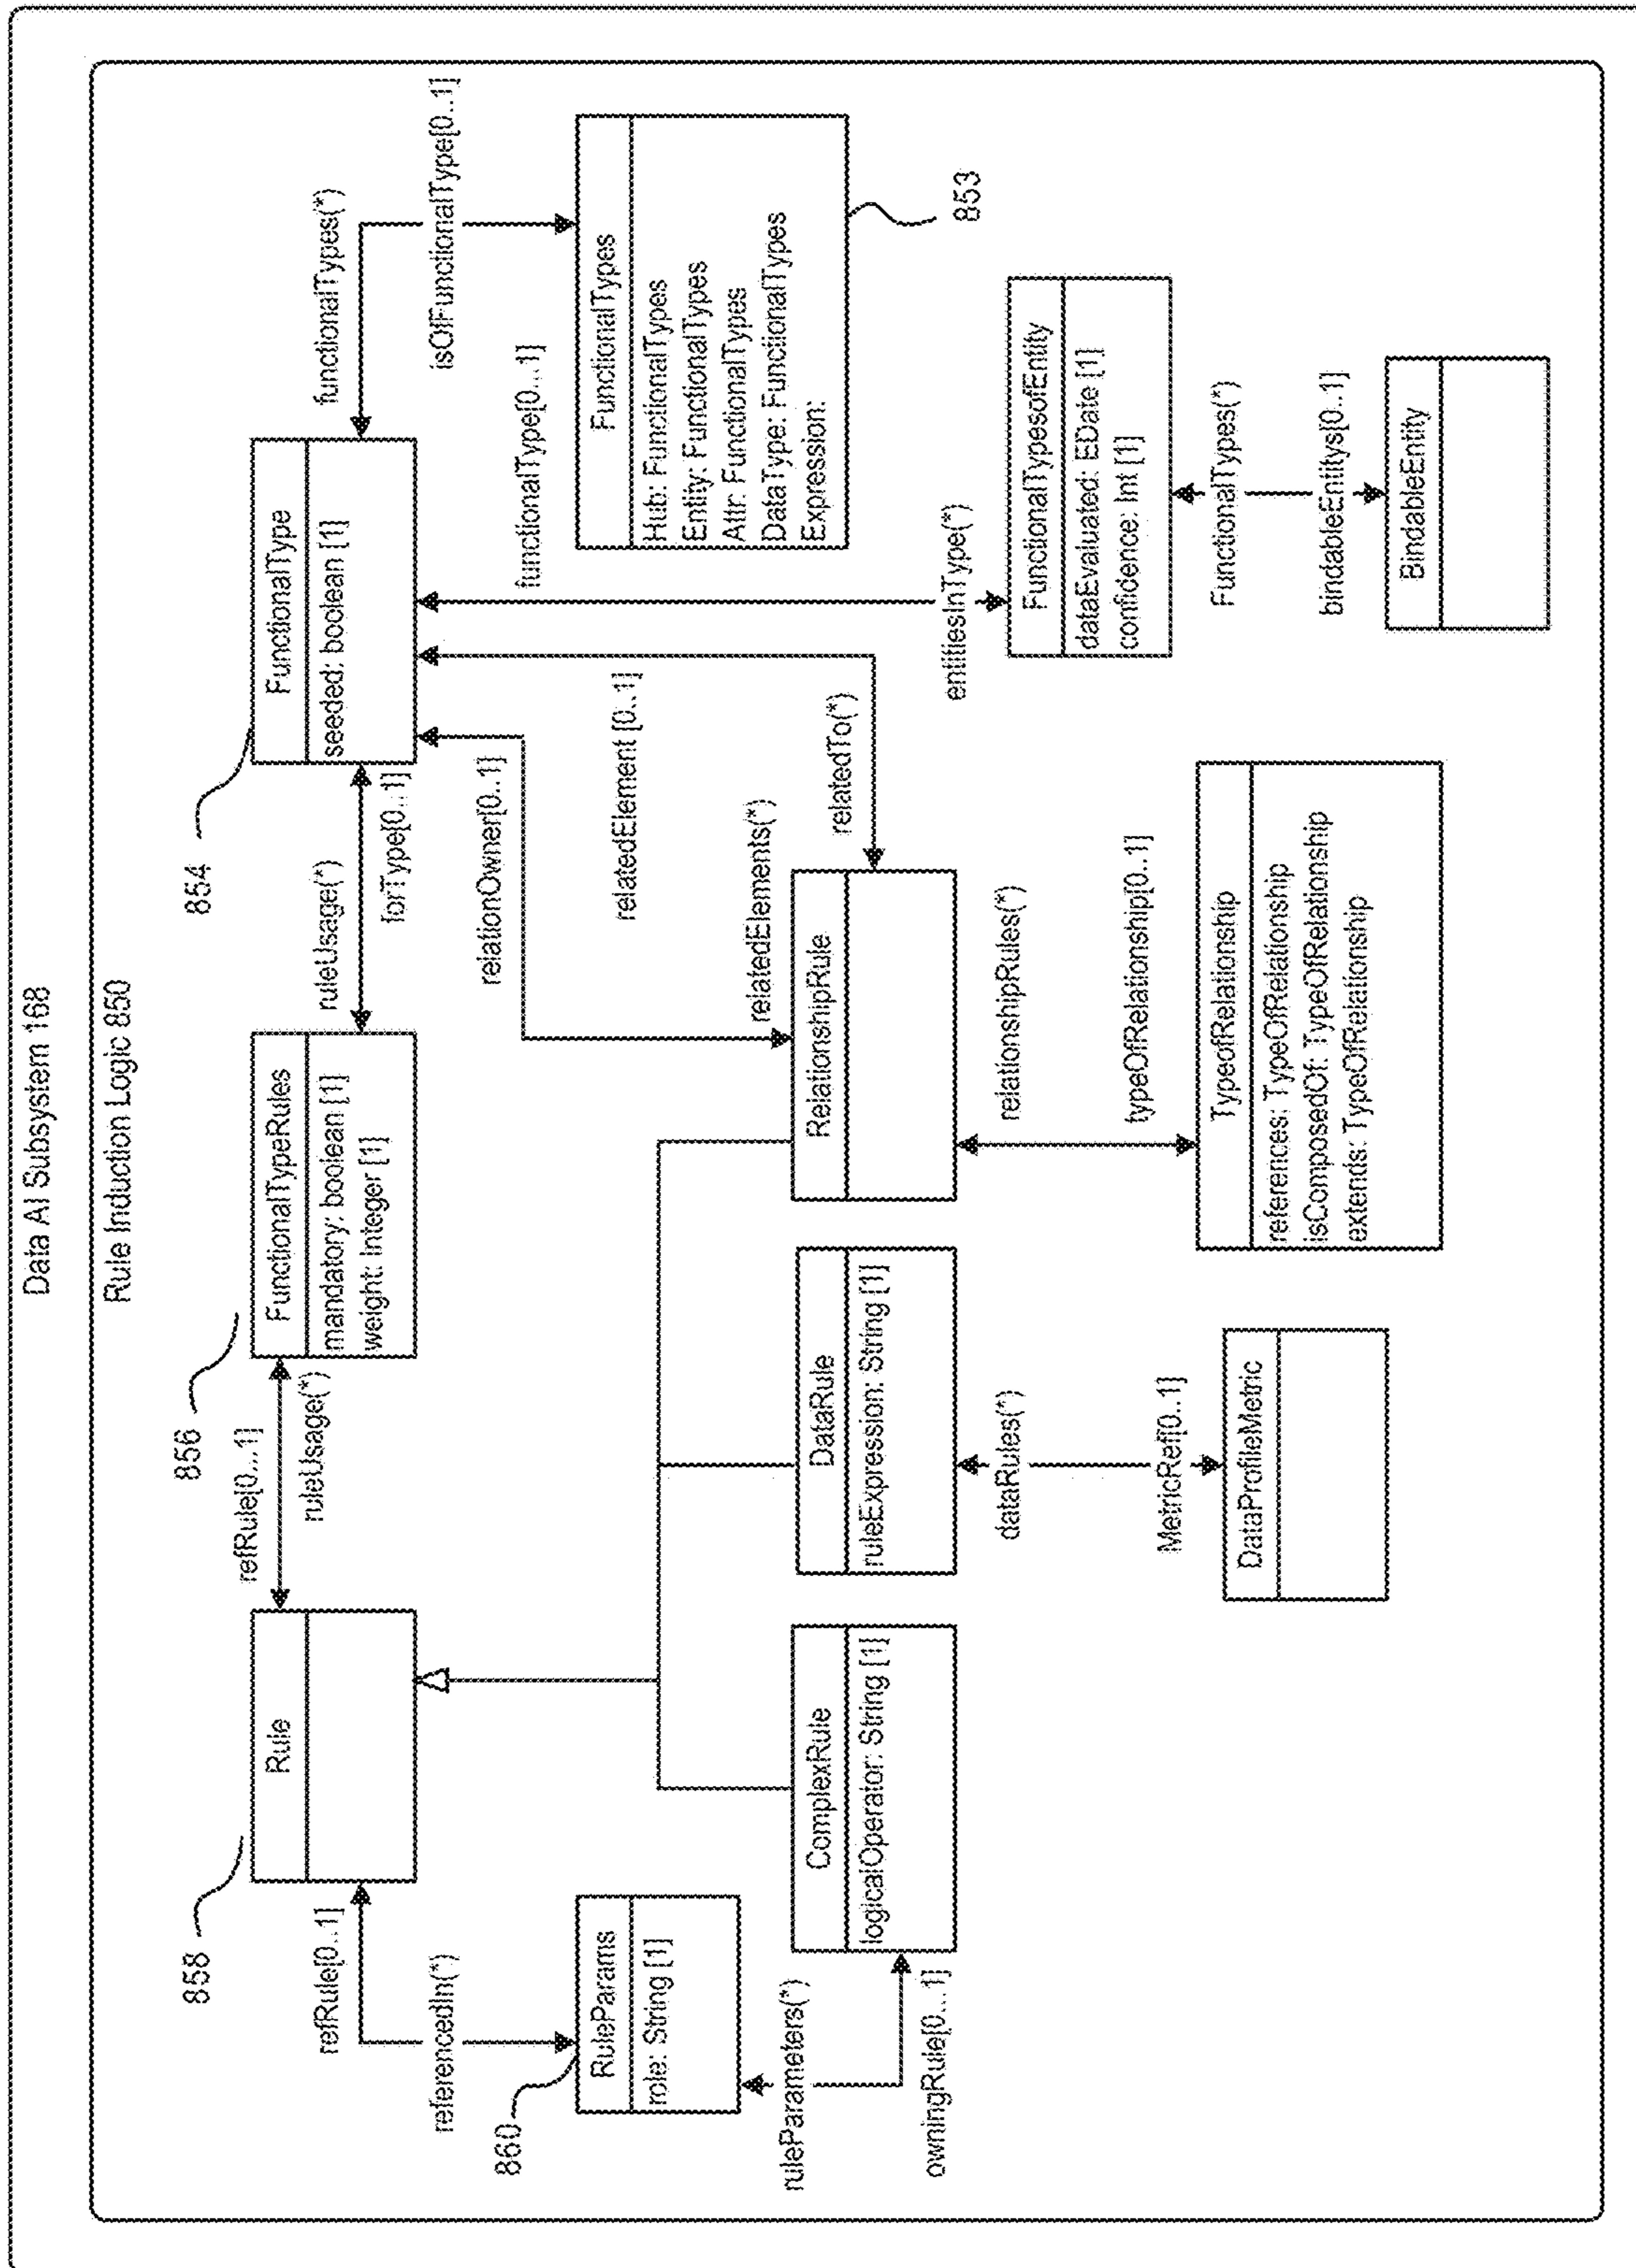 Data AI Subsystem 168
Rule Induction Logic 850
858
856
854
Rule
refRule[0...1]
ruleUsage(*)
FunctionalTypeRules
mandatory: boolean [1]
weight: Integer [1]
ruleUsage(*)
forType[0..1]
FunctionalType
seeded: boolean [1]
functionalTypes(*)
isOfFunctionalType[0..1]
refRule[0..1]
referencedIn(*)
relationOwner[0..1]
functionalType[0...1]
860
RuleParams
role: String [1]
relatedElement [0..1]
FunctionalTypes
Hub: FunctionalTypes
Entity: FunctionalTypes
Attr: FunctionalTypes
DataType: FunctionalTypes
Expression:
853
ruleParameters(*)
owningRule[0...1]
relatedElements(*)
relatedTo(*)
entitiesInType(*)
ComplexRule
logicalOperator: String [1]
DataRule
ruleExpression: String [1]
RelationshipRule
FunctionalTypesofEntity
dataEvaluated: EDate [1]
confidence: Int [1]
dataRules(*)
MetricRef[0..1]
relationshipRules(*)
typeOfRelationship[0..1]
FunctionalTypes(*)
bindableEntitys[0..1]
DataProfileMetric
TypeofRelationship
references: TypeOfRelationship
isComposedOf: TypeOfRelationship
extends: TypeOfRelationship
BindableEntity